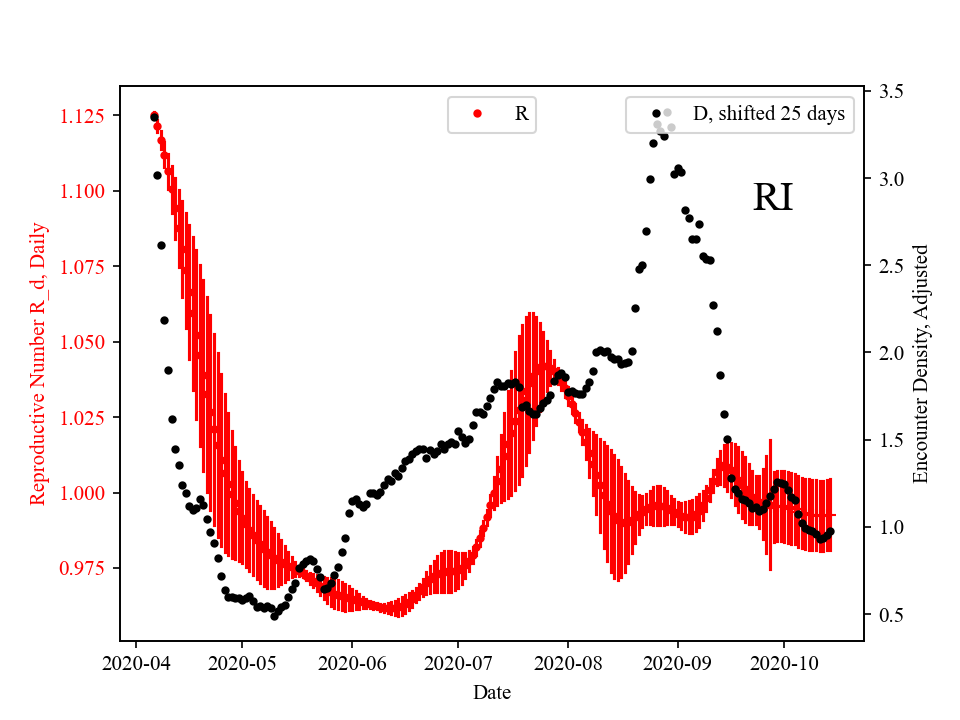 R
D, shifted 25 days
RI
Reproductive Number R_d, Daily
1.125
1.100
1.075
1.050
1.025
1.000
0.975
3.5
3.0
2.5
2.0
1.5
1.0
0.5
Encounter Density, Adjusted
2020-04 2020-05 2020-06 2020-07 2020-08 2020-09 2020-10
Date